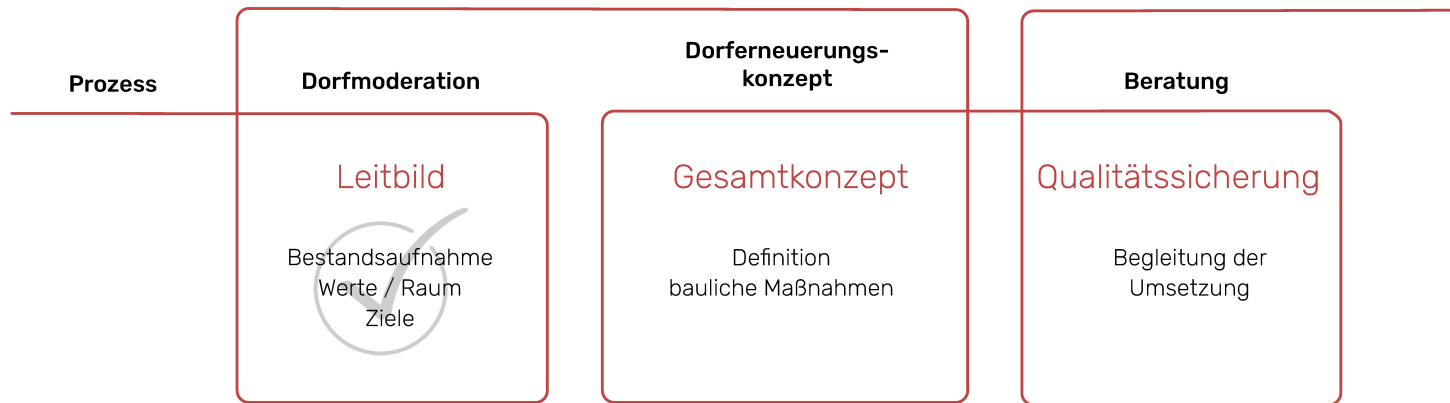 Prozess
Dorfmoderation
Dorferneuerungs-
konzept
Beratung
Leitbild
Gesamtkonzept
Qualitätssicherung
Bestandsaufnahme
Werte / Raum
Ziele
Definition
bauliche Maßnahmen
Begleitung der
Umsetzung